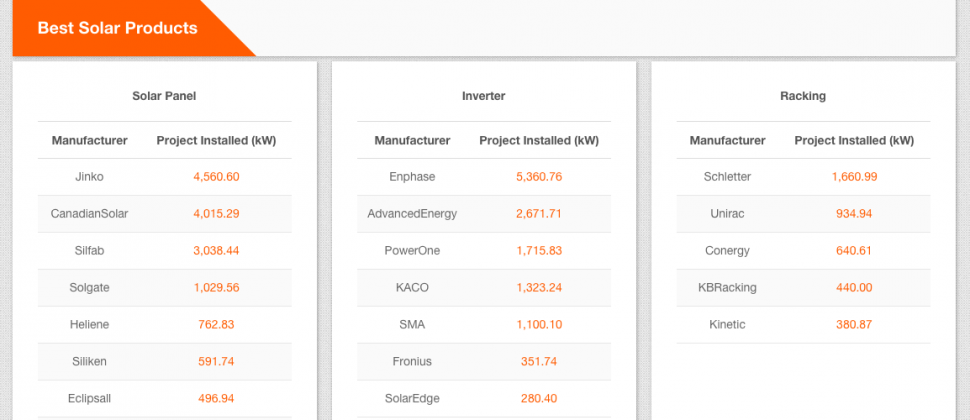 Best Solar Products
Solar Panel
Manufacturer Project Installed (kW)
Jinko 4,560.60
CanadianSolar 4,015.29
Silfab 3,038.44
Solgate 1,029.56
Heliene 762.83
Siliken 591.74
Eclipsall 496.94
Inverter
Manufacturer Project Installed (kW)
Enphase 5,360.76
AdvancedEnergy 2,671.71
PowerOne 1,715.83
KACO 1,323.24
SMA 1,100.10
Fronius 351.74
SolarEdge 280.40
Racking
Manufacturer Project Installed (kW)
Schletter 1,660.99
Unirac 934.94
Conergy 640.61
KBRacking 440.00
Kinetic 380.87